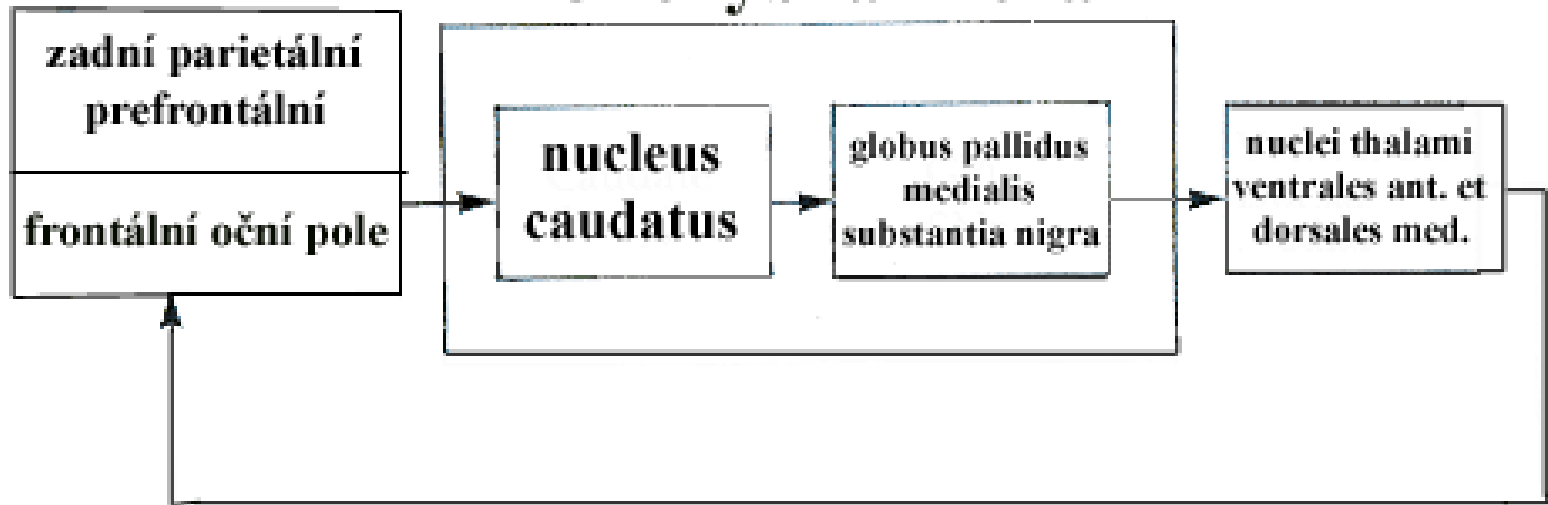 zadní parietální
prefrontální
frontální oční pole
nucleus
caudatus
globus pallidus
medialis
substantia nigra
nuclei thalami
ventrales ant. et
dorsales med.